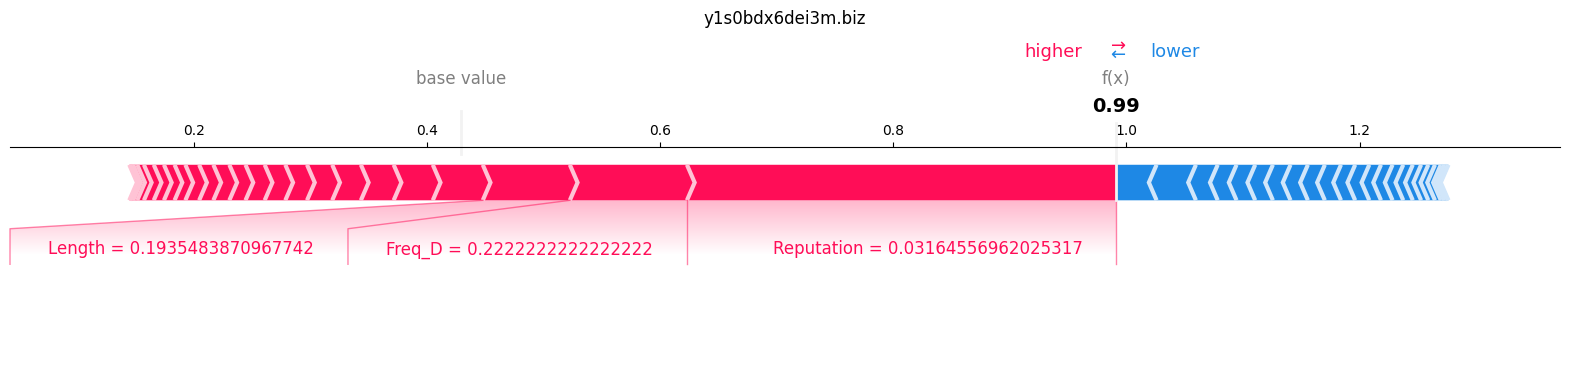 y1s0bdx6dei3m.biz
higher ⇄ lower
base value f(x)
0.99
0.2 0.4 0.6 0.8 1.0 1.2
Length = 0.1935483870967742 Freq_D = 0.2222222222222222 Reputation = 0.03164556962025317